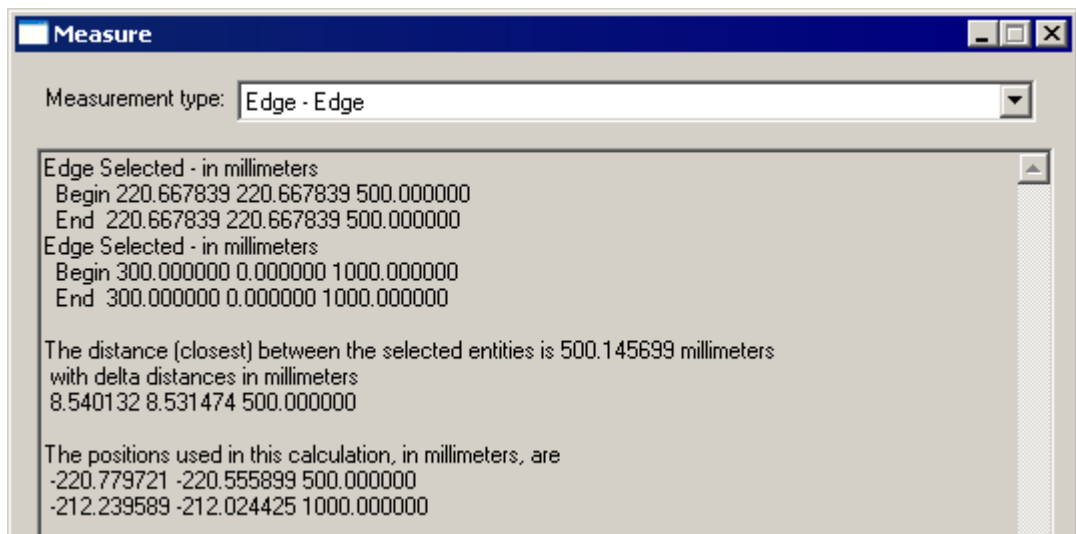 Measure
Measurement type: Edge - Edge
Edge Selected - in millimeters
Begin 220.667839 220.667839 500.000000
End 220.667839 220.667839 500.000000
Edge Selected - in millimeters
Begin 300.000000 0.000000 1000.000000
End 300.000000 0.000000 1000.000000
The distance (closest) between the selected entities is 500.145699 millimeters
with delta distances in millimeters
8.540132 8.531474 500.000000
The positions used in this calculation, in millimeters, are
-220.779721 -220.555899 500.000000
-212.239589 -212.024425 1000.000000